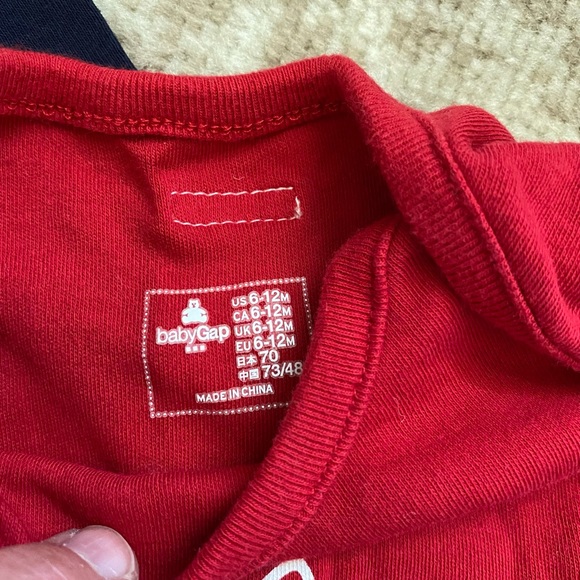 babyGap
US 6-12M
CA 6-12M
UK 6-12M
EU 6-12M
日本 70
中国 73/48
MADE IN CHINA